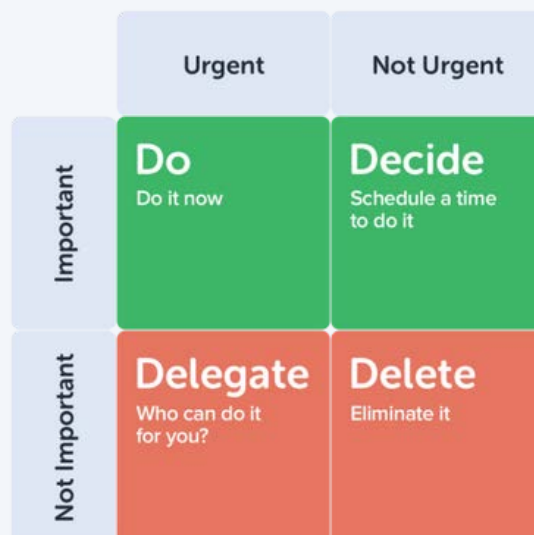 Urgent
Not Urgent
Important
Do
Do it now
Decide
Schedule a time
to do it
Not Important
Delegate
Who can do it
for you?
Delete
Eliminate it